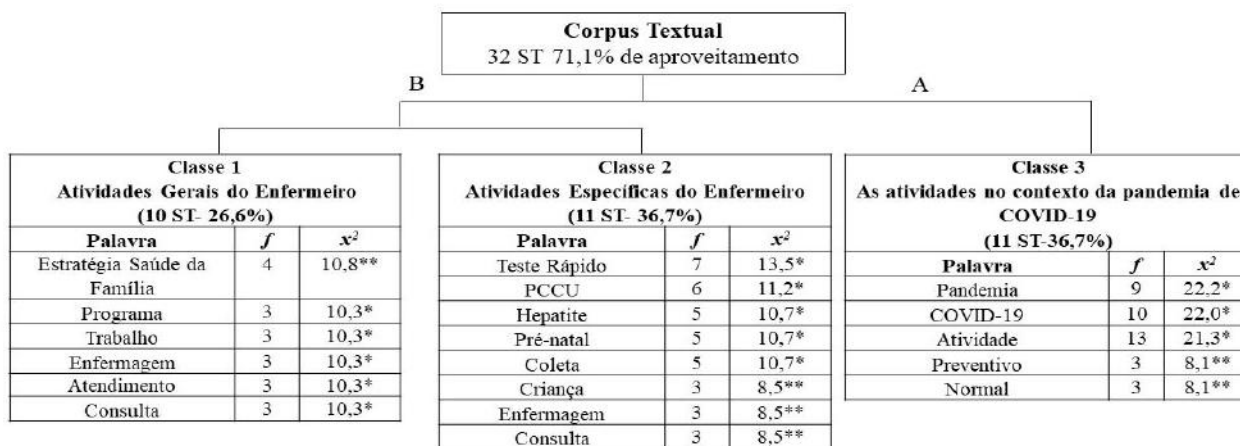 Corpus Textual
32 ST 71,1% de aproveitamento
B
A
Classe 1
Atividades Gerais do Enfermeiro
(10 ST- 26,6%)
Palavra f x²
Estratégia Saúde da Família 4 10,8**
Programa 3 10,3*
Trabalho 3 10,3*
Enfermagem 3 10,3*
Atendimento 3 10,3*
Consulta 3 10,3*
Classe 2
Atividades Específicas do Enfermeiro
(11 ST- 36,7%)
Palavra f x²
Teste Rápido 7 13,5*
PCCU 6 11,2*
Hepatite 5 10,7*
Pré-natal 5 10,7*
Coleta 5 10,7*
Criança 3 8,5**
Enfermagem 3 8,5**
Consulta 3 8,5**
Classe 3
As atividades no contexto da pandemia de
COVID-19
(11 ST-36,7%)
Palavra f x²
Pandemia 9 22,2*
COVID-19 10 22,0*
Atividade 13 21,3*
Preventivo 3 8,1**
Normal 3 8,1**